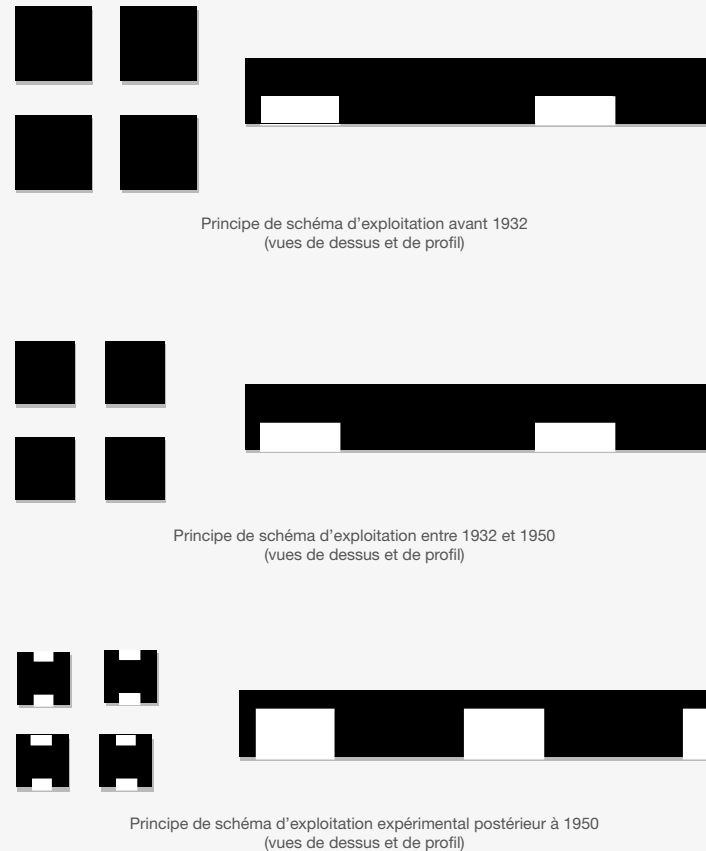 Principe de schéma d’exploitation avant 1932
(vues de dessus et de profil)
Principe de schéma d’exploitation entre 1932 et 1950
(vues de dessus et de profil)
Principe de schéma d’exploitation expérimental postérieur à 1950
(vues de dessus et de profil)